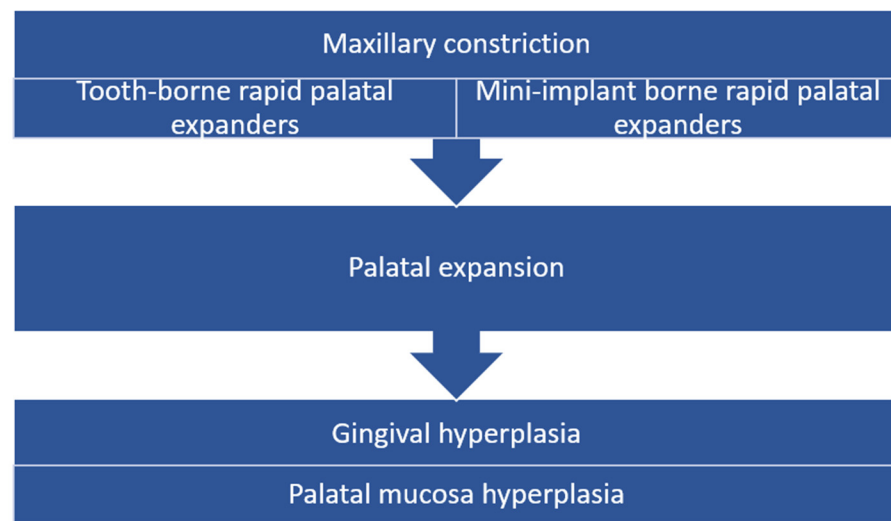 Maxillary constriction
Tooth-borne rapid palatal
expanders
Mini-implant borne rapid palatal
expanders
Palatal expansion
Gingival hyperplasia
Palatal mucosa hyperplasia